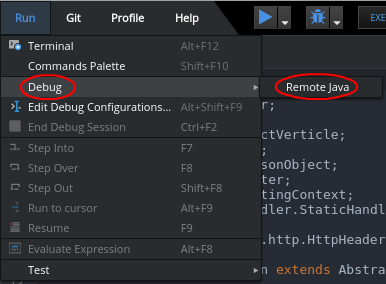 Run Git Profile Help EXE
Terminal Alt+F12
Commands Palette Shift+F10
Debug Remote Java
Edit Debug Configurations... Alt+Shift+F9
End Debug Session Ctrl+F2
Step Into F7
Step Over F8
Step Out Shift+F8
Run to cursor Alt+F9
Resume F9
Evaluate Expression Alt+F8
Test
r;
ctVerticle;
;
sonObject;
ter;
tingContext;
dler.StaticHandl
.http.HttpHeader
n extends Abstra